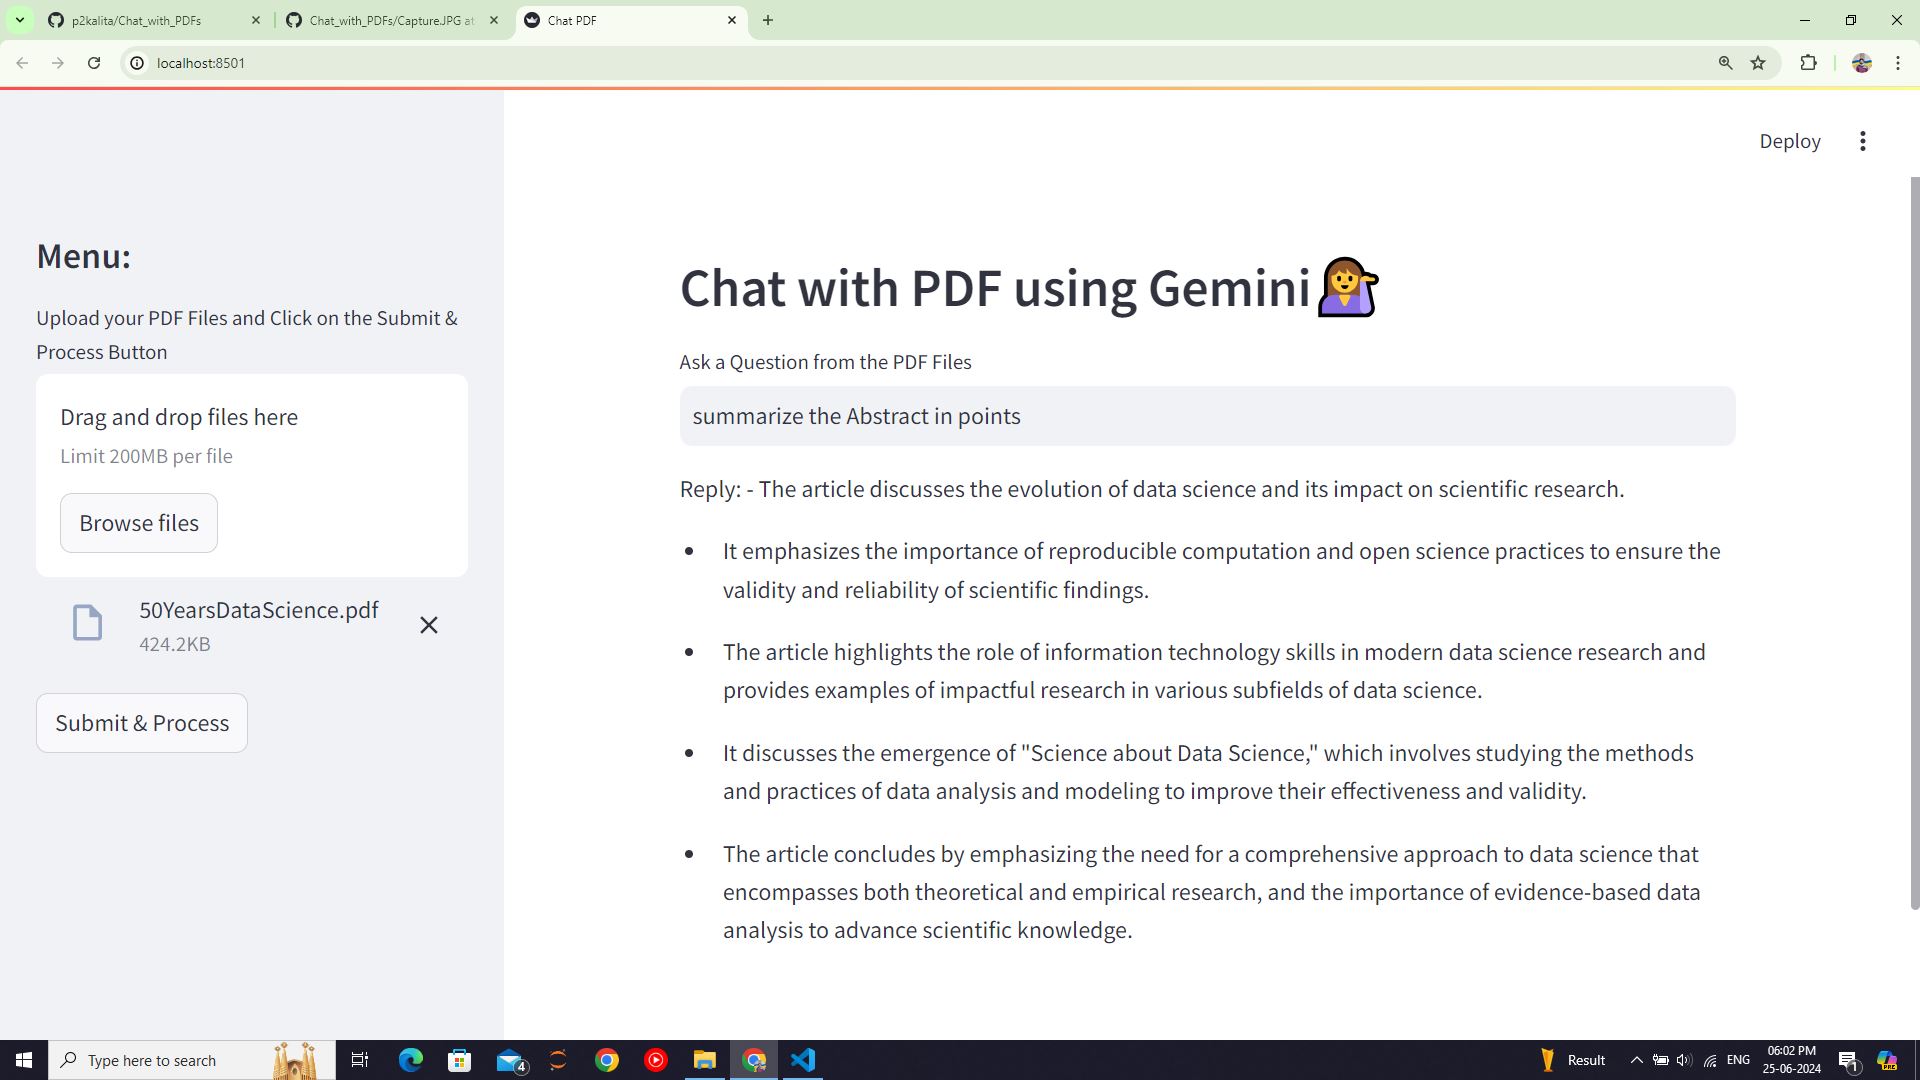 p2kalita/Chat_with_PDFs
Chat_with_PDFs/Capture.JPG at
Chat PDF
localhost:8501
Deploy
Menu:
Upload your PDF Files and Click on the Submit &
Process Button
Drag and drop files here
Limit 200MB per file
Browse files
50YearsDataScience.pdf
424.2KB
Submit & Process
Chat with PDF using Gemini
Ask a Question from the PDF Files
summarize the Abstract in points
Reply: - The article discusses the evolution of data science and its impact on scientific research.
It emphasizes the importance of reproducible computation and open science practices to ensure the
validity and reliability of scientific findings.
The article highlights the role of information technology skills in modern data science research and
provides examples of impactful research in various subfields of data science.
It discusses the emergence of "Science about Data Science," which involves studying the methods
and practices of data analysis and modeling to improve their effectiveness and validity.
The article concludes by emphasizing the need for a comprehensive approach to data science that
encompasses both theoretical and empirical research, and the importance of evidence-based data
analysis to advance scientific knowledge.
Type here to search
4
Result
ENG
06:02 PM
25-06-2024
1
PRE